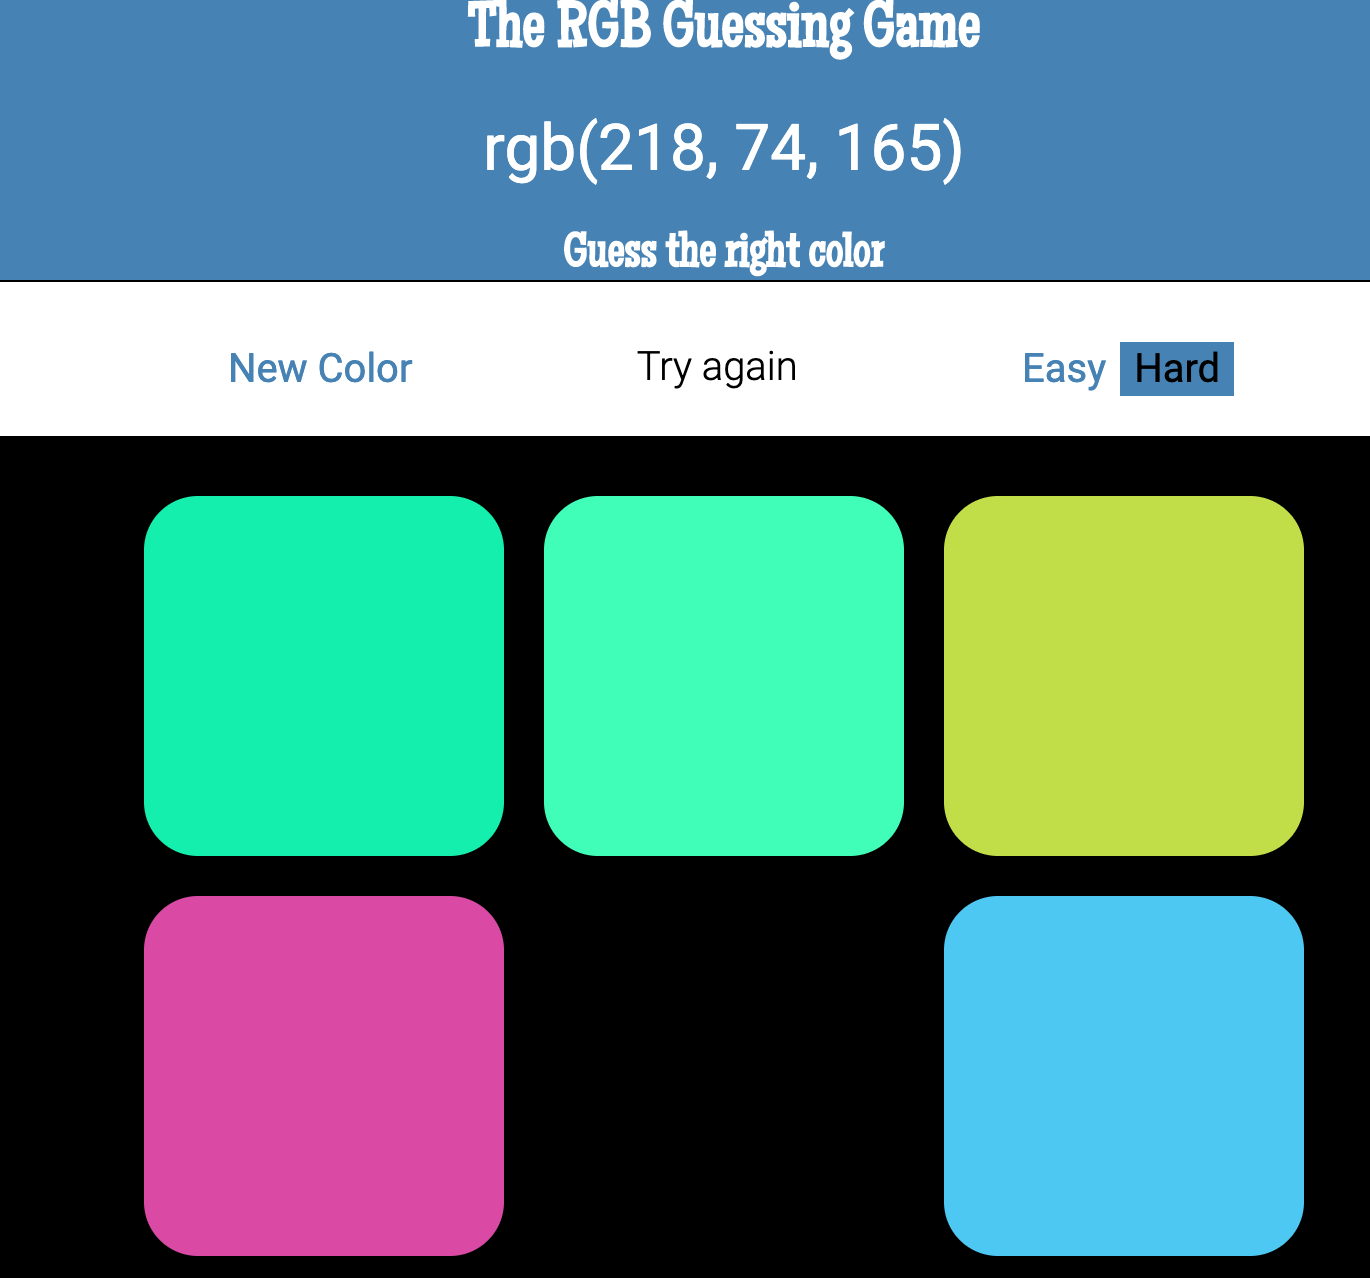 The RGB Guessing Game
rgb(218, 74, 165)
Guess the right color
New Color
Try again
Easy
Hard